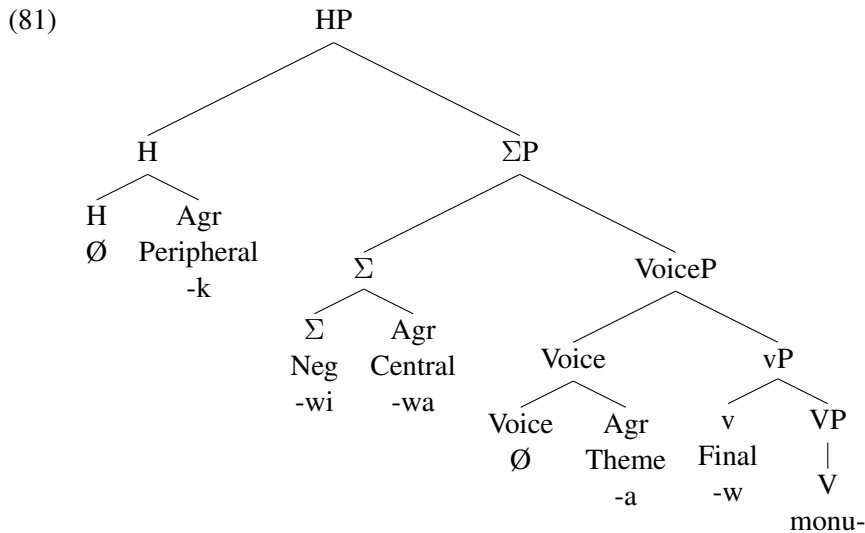 (81) HP
H ΣP
H Agr
Ø Peripheral
-k
Σ VoiceP
Σ Agr
Neg Central
-wi -wa
Voice vP
Voice Agr v VP
Ø Theme Final
-a -w V
monu-